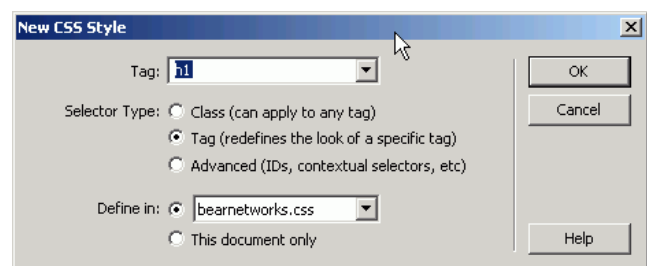 New CSS Style
Tag: h1
OK
Selector Type: Class (can apply to any tag)
Cancel
Tag (redefines the look of a specific tag)
Advanced (IDs, contextual selectors, etc)
Define in: bearnetworks.css
This document only
Help